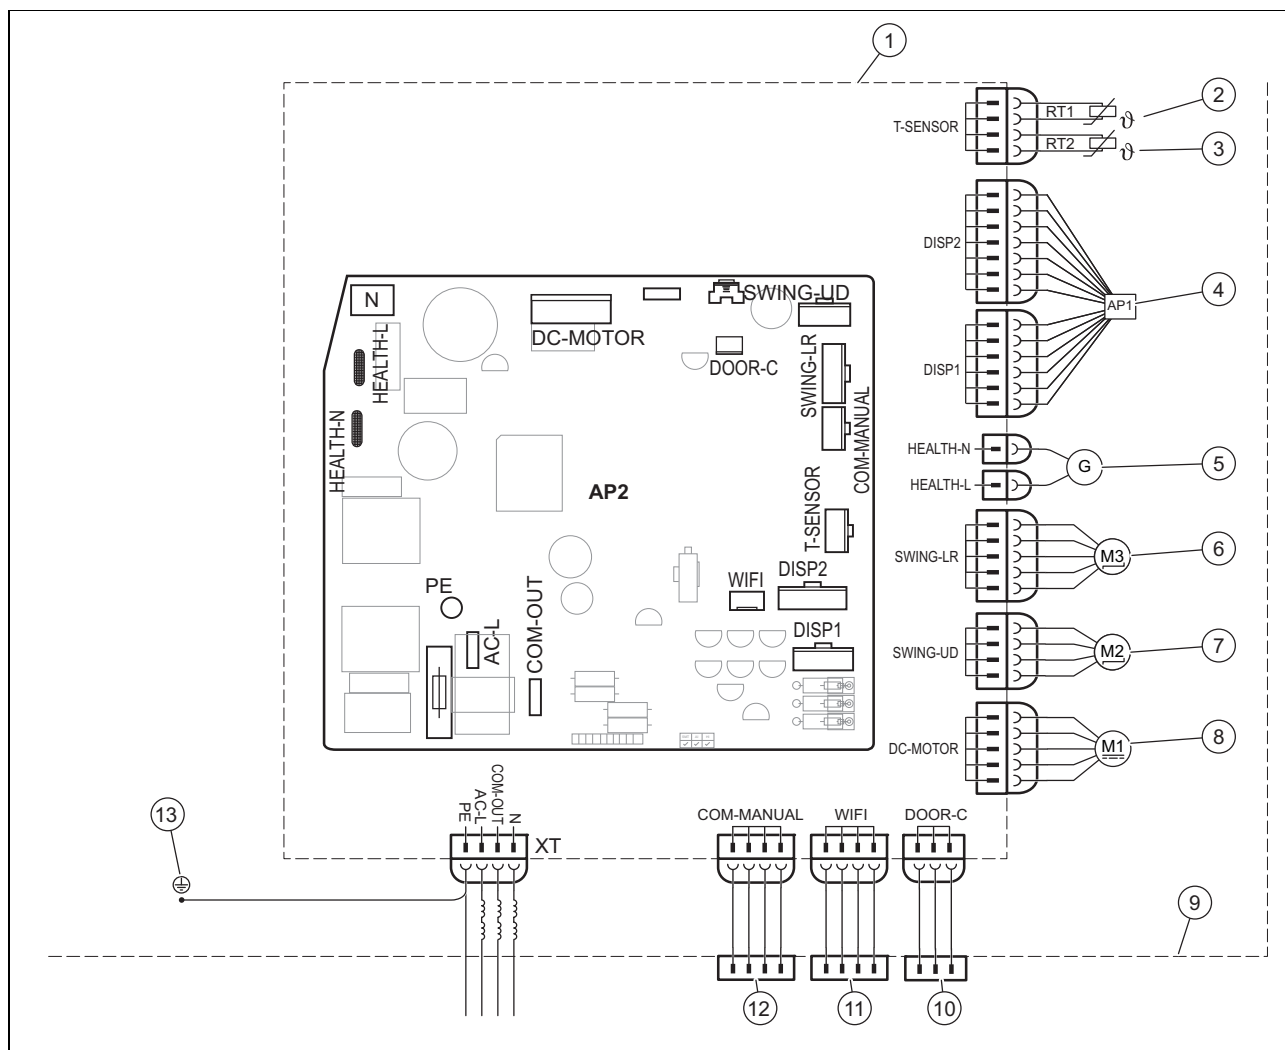 1
2
T-SENSOR
RT1
ϑ
RT2
ϑ
3
DISP2
AP1
4
DISP1
N
SWING-UD
DC-MOTOR
DOOR-C
HEALTH-L
SWING-LR
HEALTH-N
COM-MANUAL
HEALTH-N
G
5
HEALTH-L
AP2
T-SENSOR
SWING-LR
M3
6
WIFI
DISP2
PE
AC-L
COM-OUT
DISP1
SWING-UD
M2
7
DC-MOTOR
M1
8
PE
AC-L
COM-OUT
N
XT
COM-MANUAL
WIFI
DOOR-C
13
9
12
11
10